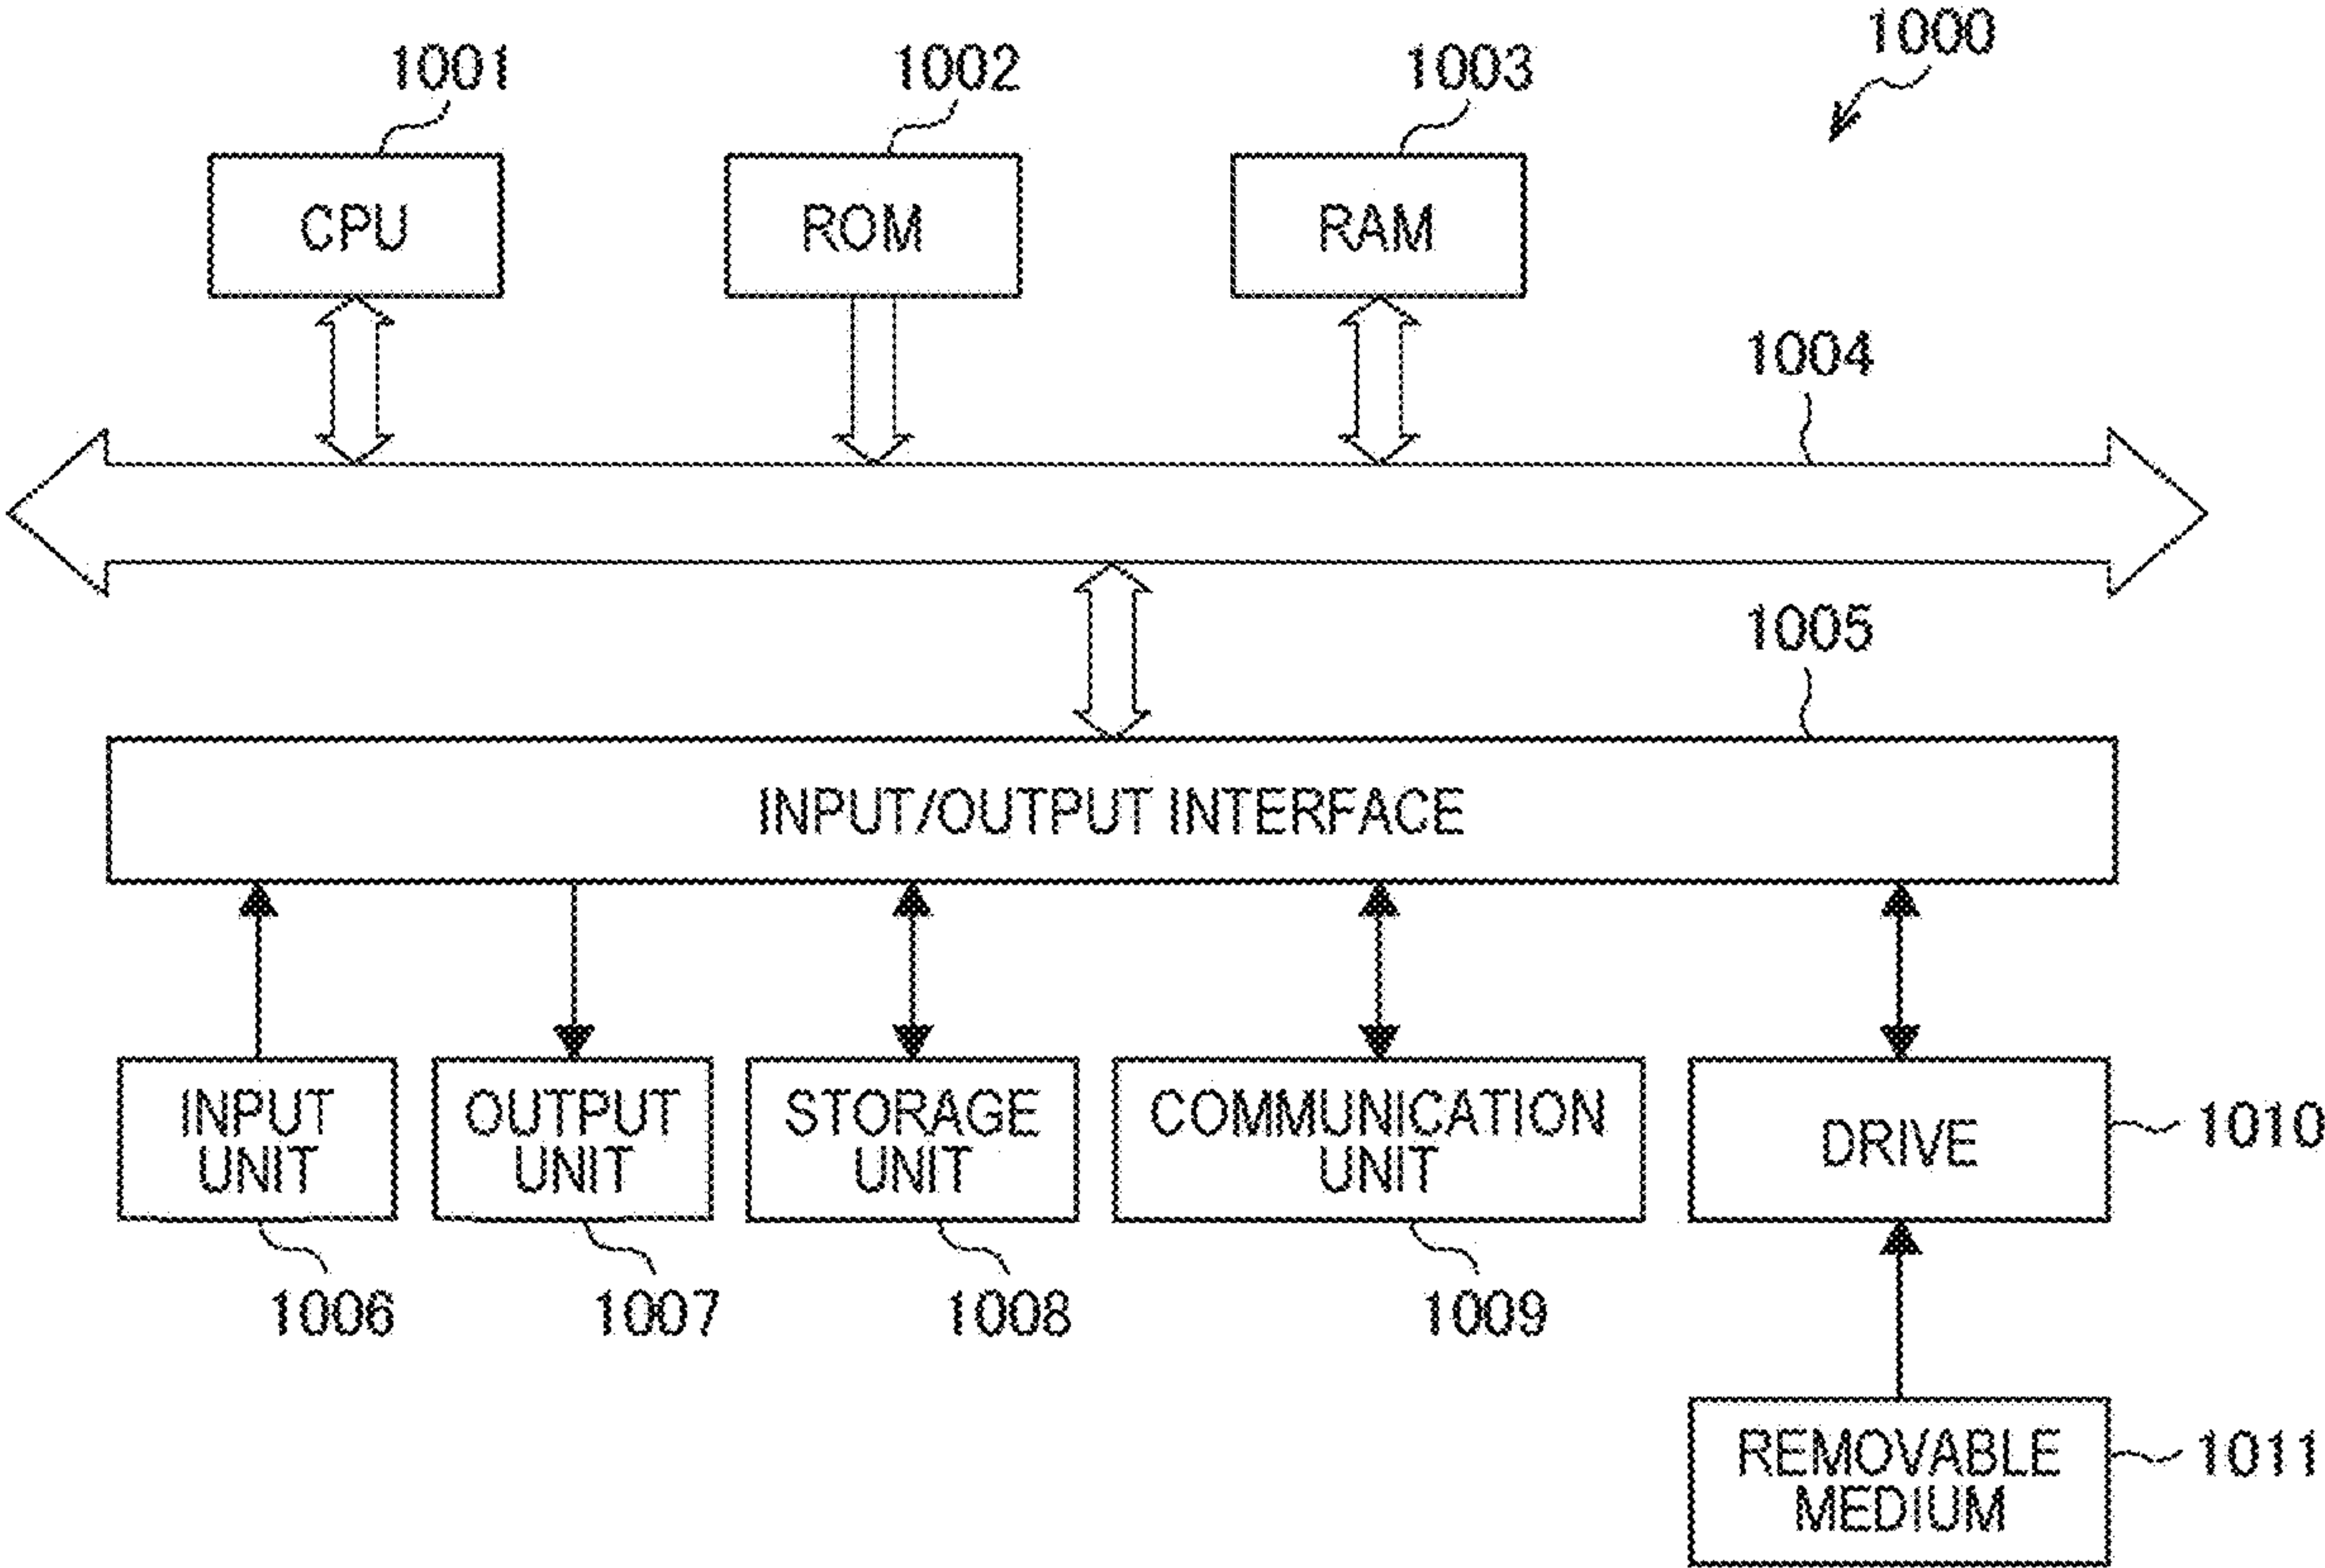 1000
1001
1002
1003
CPU
ROM
RAM
1004
1005
INPUT/OUTPUT INTERFACE
INPUT
UNIT
OUTPUT
UNIT
STORAGE
UNIT
COMMUNICATION
UNIT
DRIVE
1010
1006
1007
1008
1009
REMOVABLE
MEDIUM
1011